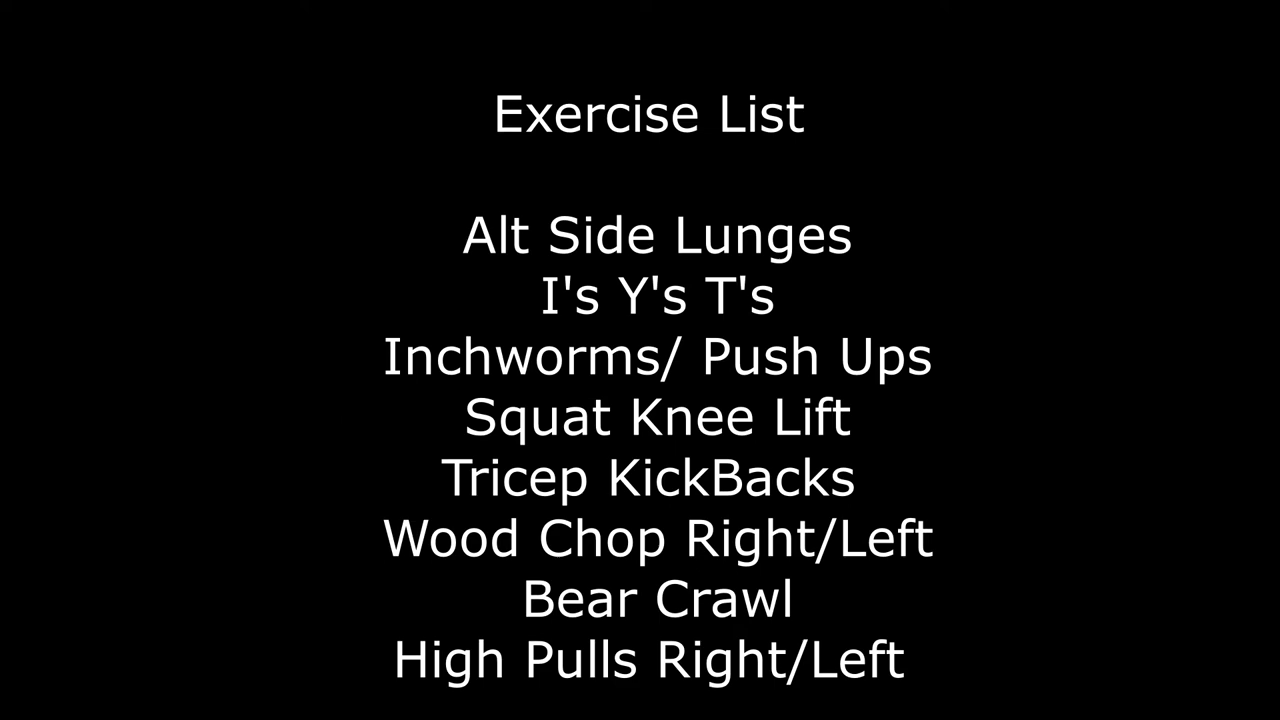 Exercise List
Alt Side Lunges
I's Y's T's
Inchworms/ Push Ups
Squat Knee Lift
Tricep KickBacks
Wood Chop Right/Left
Bear Crawl
High Pulls Right/Left